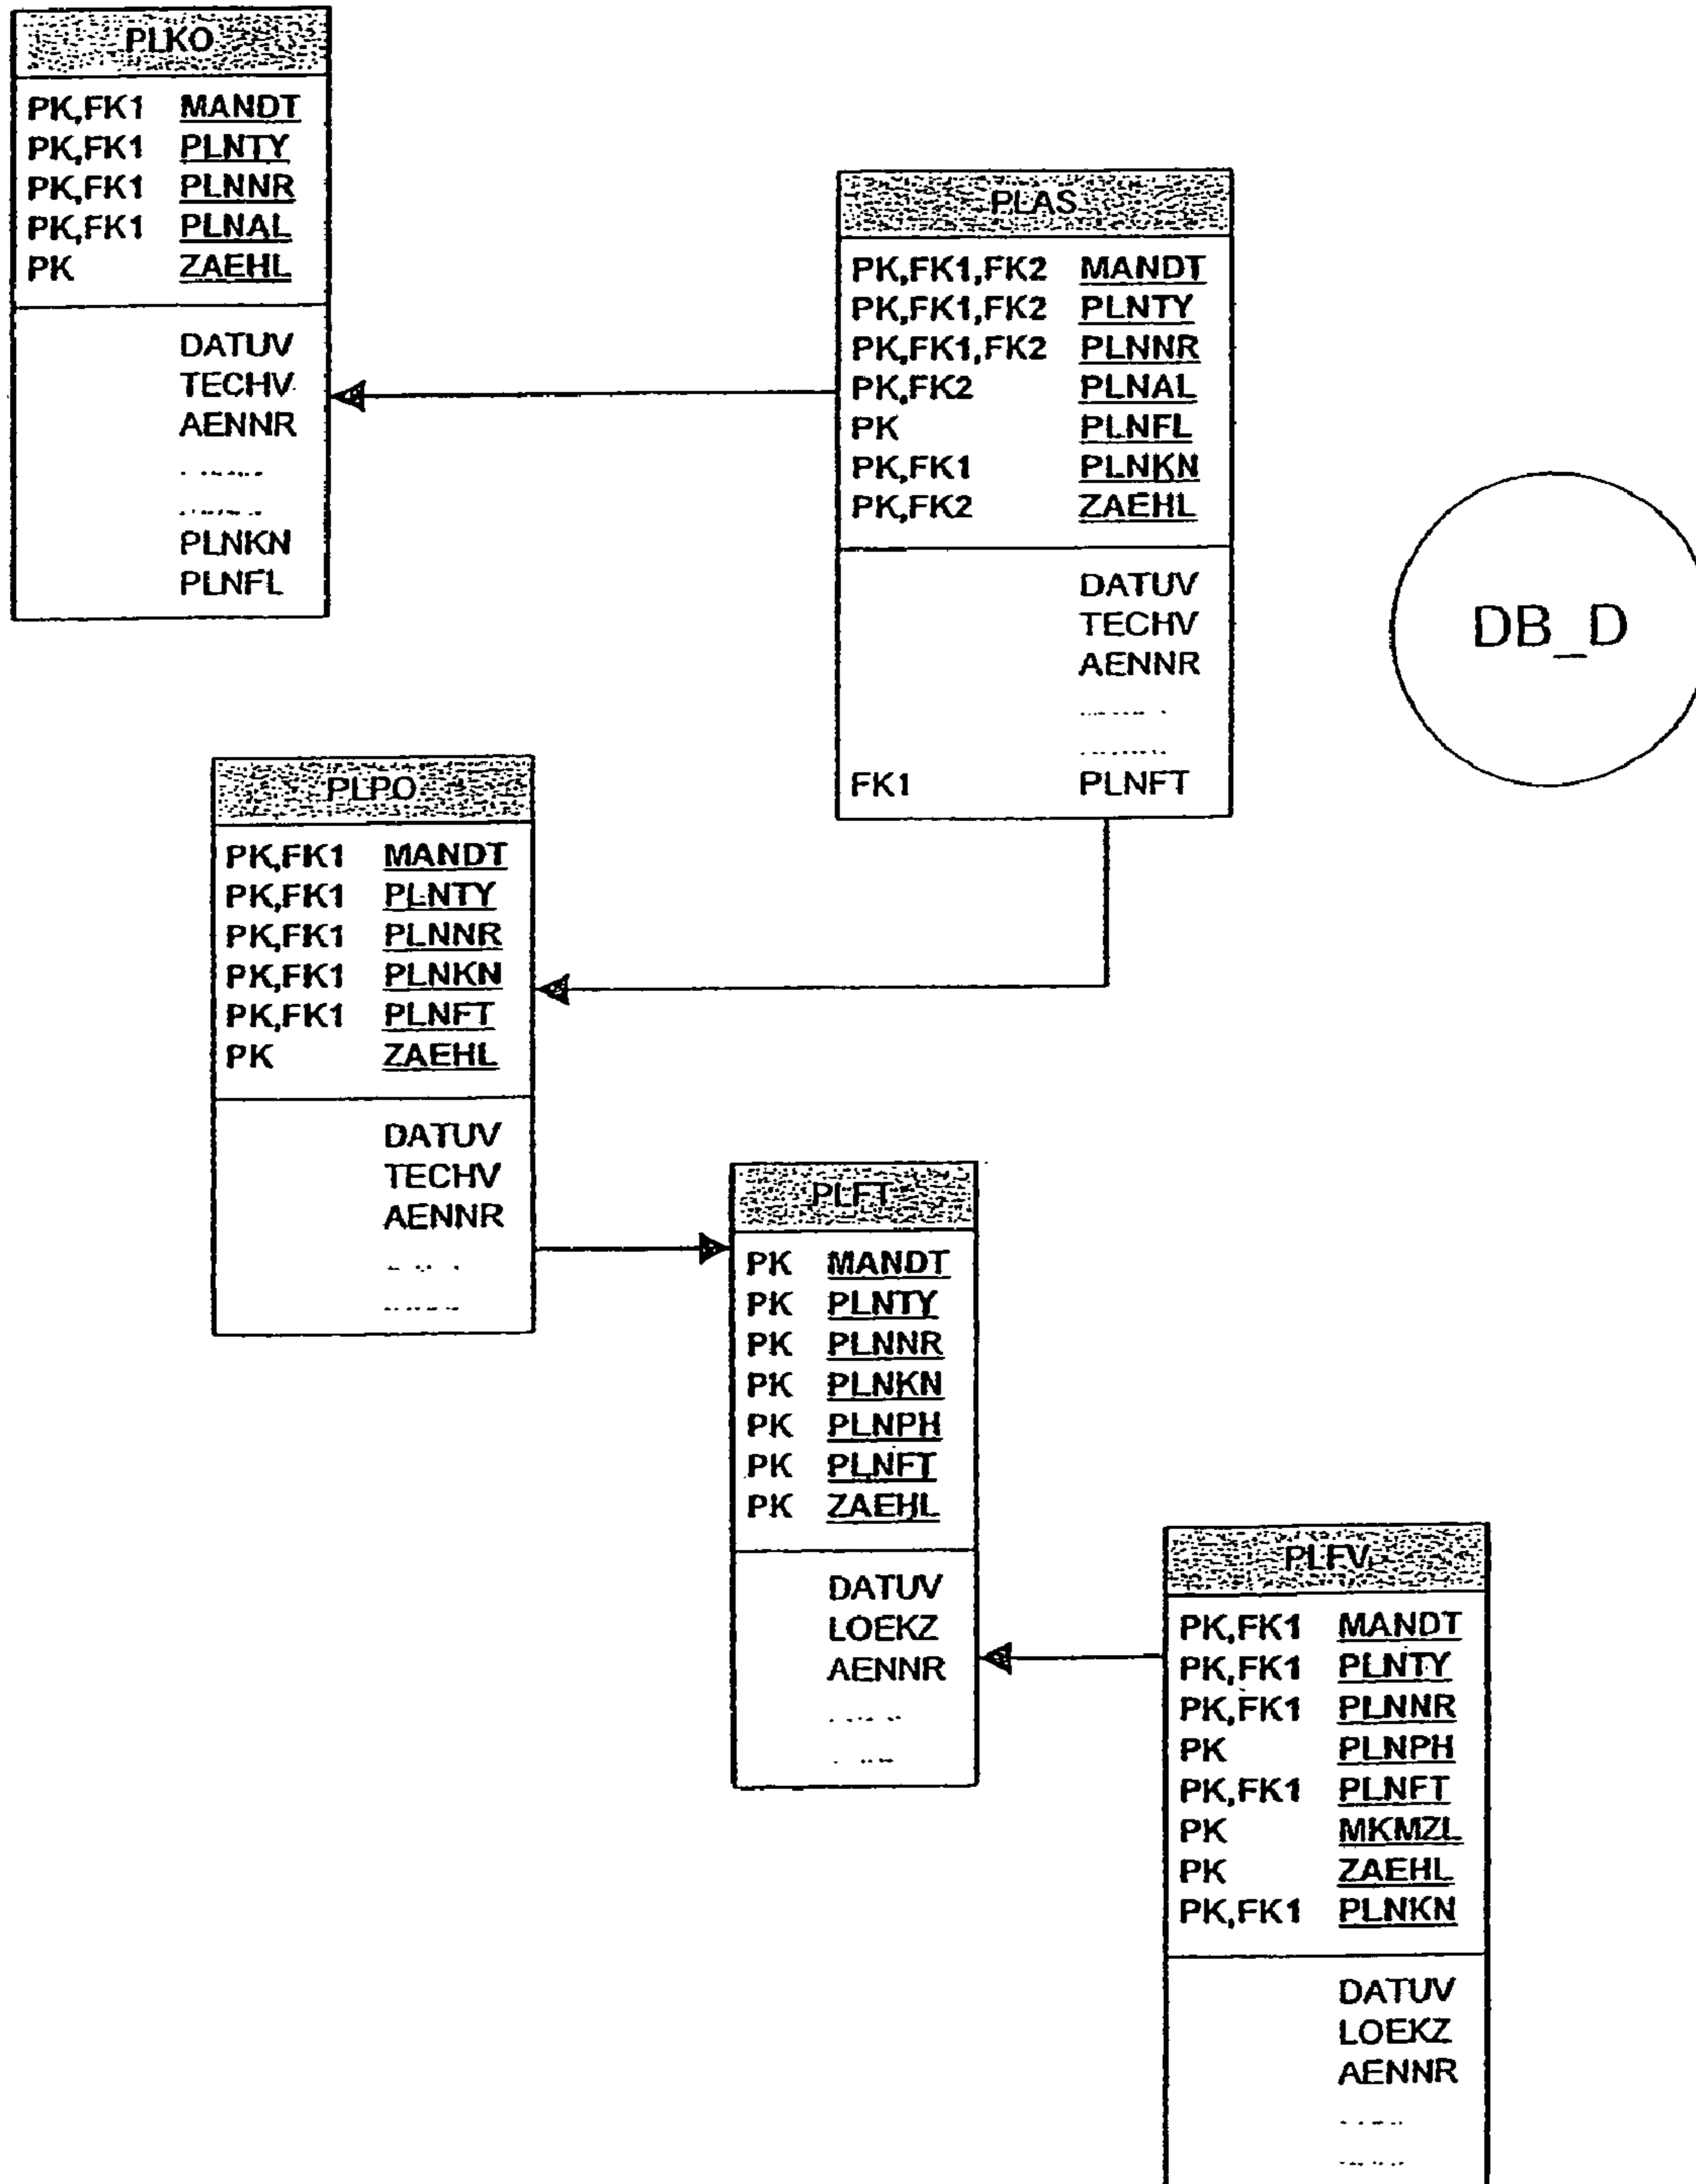 PLKO
PK,FK1 MANDT
PK,FK1 PLNTY
PK,FK1 PLNNR
PK,FK1 PLNAL
PK ZAEHL
DATUV
TECHV
AENNR
PLNKN
PLNFL
PLAS
PK,FK1,FK2 MANDT
PK,FK1,FK2 PLNTY
PK,FK1,FK2 PLNNR
PK,FK2 PLNAL
PK PLNFL
PK,FK1 PLNKN
PK,FK2 ZAEHL
DATUV
TECHV
AENNR
FK1 PLNFT
DB_D
PLPO
PK,FK1 MANDT
PK,FK1 PLNTY
PK,FK1 PLNNR
PK,FK1 PLNKN
PK,FK1 PLNFT
PK ZAEHL
DATUV
TECHV
AENNR
PLFT
PK MANDT
PK PLNTY
PK PLNNR
PK PLNKN
PK PLNPH
PK PLNFT
PK ZAEHL
DATUV
LOEKZ
AENNR
PLFV
PK,FK1 MANDT
PK,FK1 PLNTY
PK,FK1 PLNNR
PK PLNPH
PK,FK1 PLNFT
PK MKMZL
PK ZAEHL
PK,FK1 PLNKN
DATUV
LOEKZ
AENNR